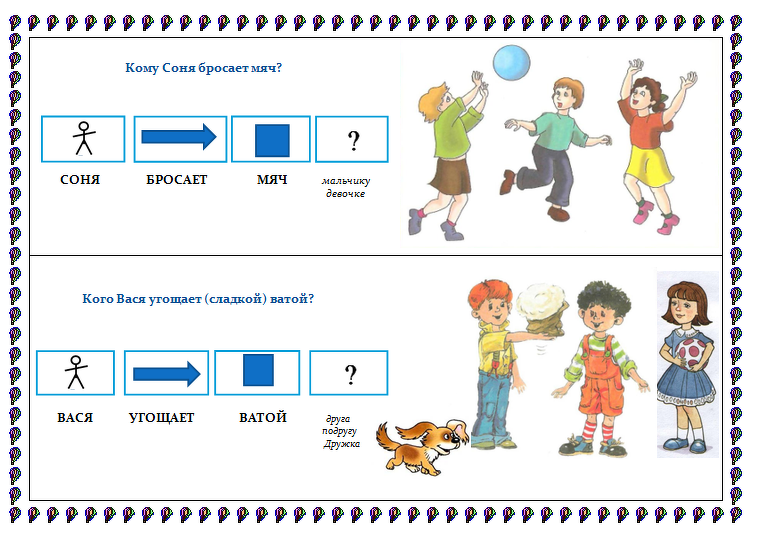 Кому Соня бросает мяч?
?
СОНЯ БРОСАЕТ МЯЧ мальчику
девочке
Кого Вася угощает (сладкой) ватой?
?
ВАСЯ УГОЩАЕТ ВАТОЙ друга
подругу
Дружка